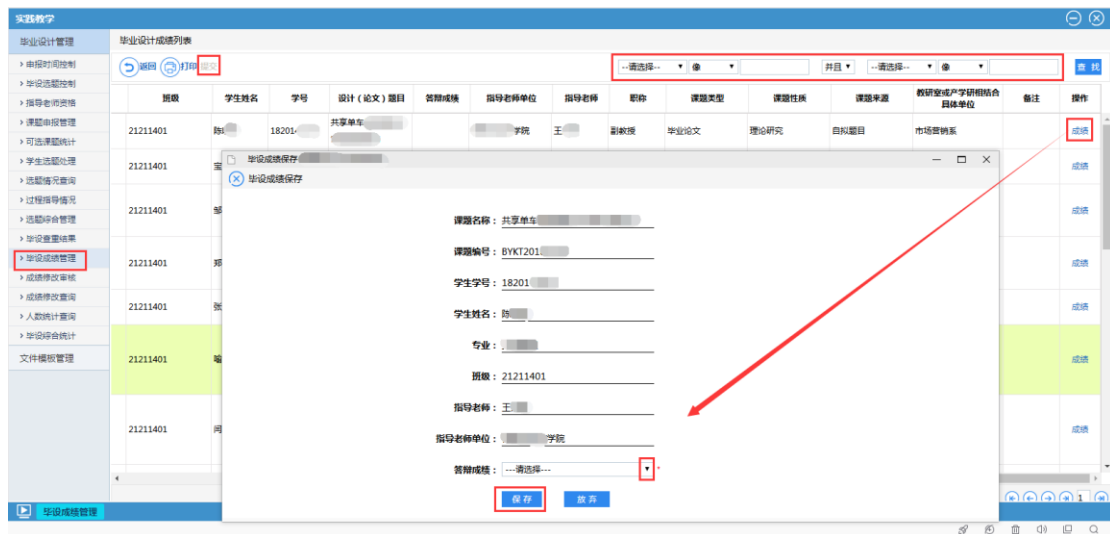 实践教学
毕业设计管理
毕业设计成绩列表
申报时间控制
毕设选题控制
指导老师资格
课题申报管理
可选课题统计
学生选题处理
选题情况查询
过程指导情况
选题综合管理
毕设查重结果
毕设成绩管理
成绩修改审核
成绩修改查询
人数统计查询
毕设综合统计
文件模板管理
返回 打印 提交 --请选择-- 像 并且 --请选择-- 像 查 找
班级 学生姓名 学号 设计(论文)题目 答辩成绩 指导老师单位 指导老师 职称 课题类型 课题性质 课题来源 教研室或产学研相结合具体单位 备注 操作
21211401 陈 18201 共享单车 学院 王 副教授 毕业论文 理论研究 自拟题目 市场营销系 成绩
21211401 成绩
21211401 邹 成绩
21211401 郑 成绩
21211401 张 成绩
21211401 喻 成绩
21211401 闵 成绩
毕设成绩保存
毕设成绩保存
课题名称: 共享单车
课题编号: BYKT201
学生学号: 18201
学生姓名: 陈
专业:
班级: 21211401
指导老师: 王
指导老师单位: 学院
答辩成绩: ---请选择--- *
保 存 放 弃
1
毕设成绩管理